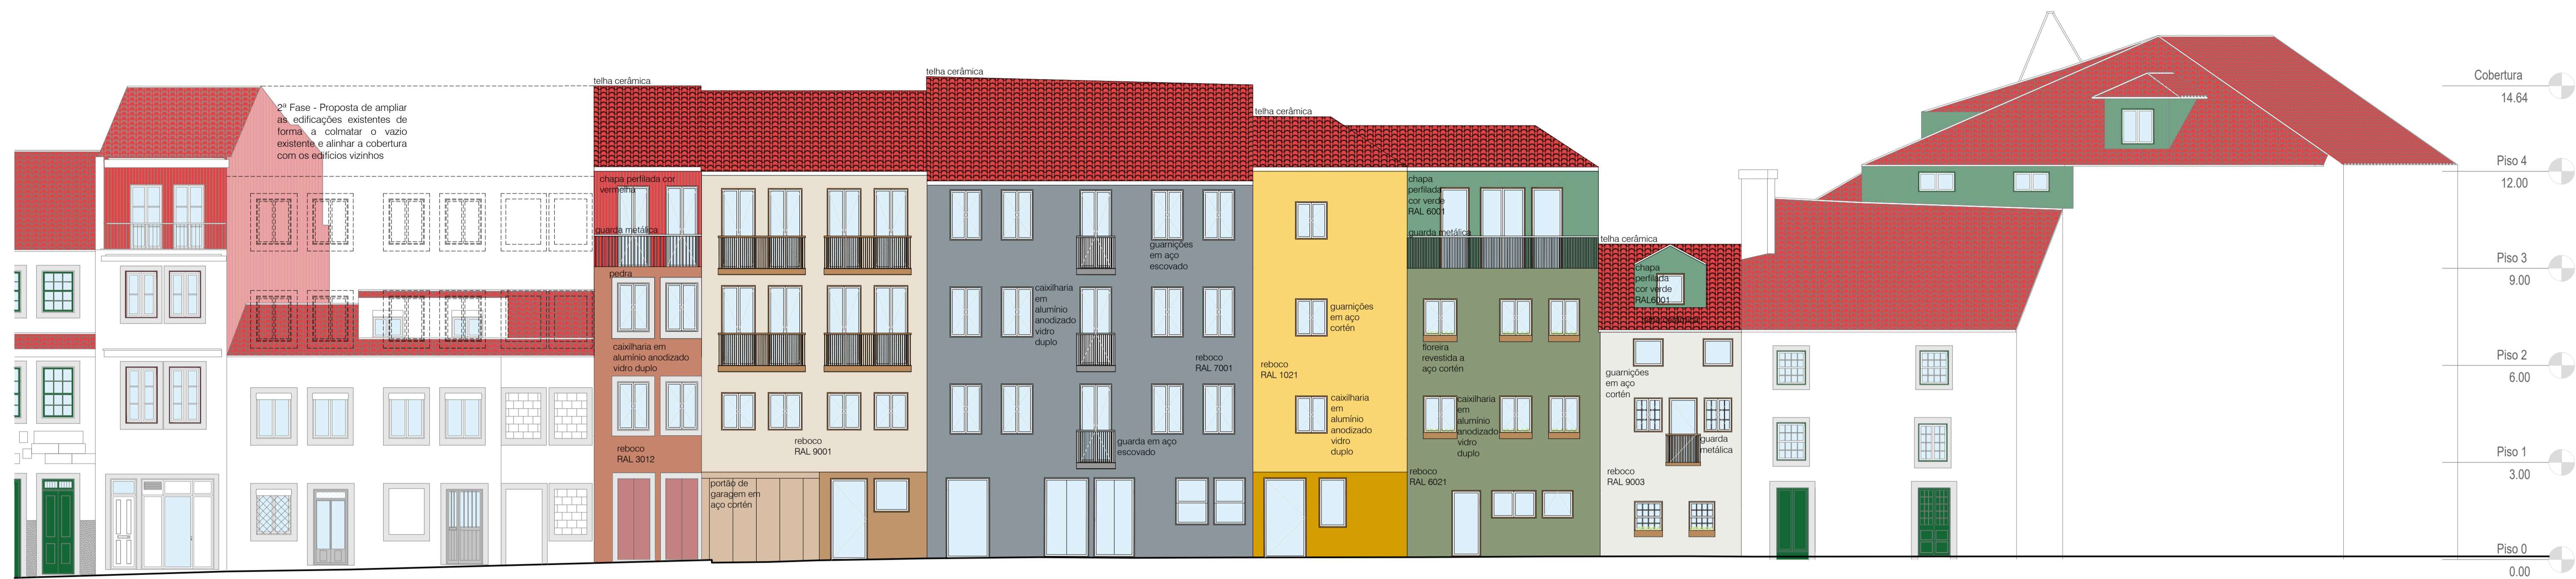 2ª Fase - Proposta de ampliar
as edificações existentes de
forma a colmatar o vazio
existente e alinhar a cobertura
com os edifícios vizinhos
telha cerâmica
chapa perfilada cor
vermelha
guarda metálica
pedra
caixilharia em
alumínio anodizado
vidro duplo
reboco
RAL 3012
reboco
RAL 9001
portão de
garagem em
aço cortén
telha cerâmica
guarnições
em aço
escovado
caixilharia
em
alumínio
anodizado
vidro
duplo
reboco
RAL 7001
guarda em aço
escovado
telha cerâmica
guarnições
em aço
cortén
reboco
RAL 1021
caixilharia
em
alumínio
anodizado
vidro
duplo
chapa
perfilada
cor verde
RAL 6001
guarda metálica
floreira
revestida a
aço cortén
caixilharia
em
alumínio
anodizado
vidro
duplo
reboco
RAL 6021
telha cerâmica
chapa
perfilada
cor verde
RAL6001
guarnições
em aço
cortén
guarda
metálica
reboco
RAL 9003
Cobertura
14.64
Piso 4
12.00
Piso 3
9.00
Piso 2
6.00
Piso 1
3.00
Piso 0
0.00